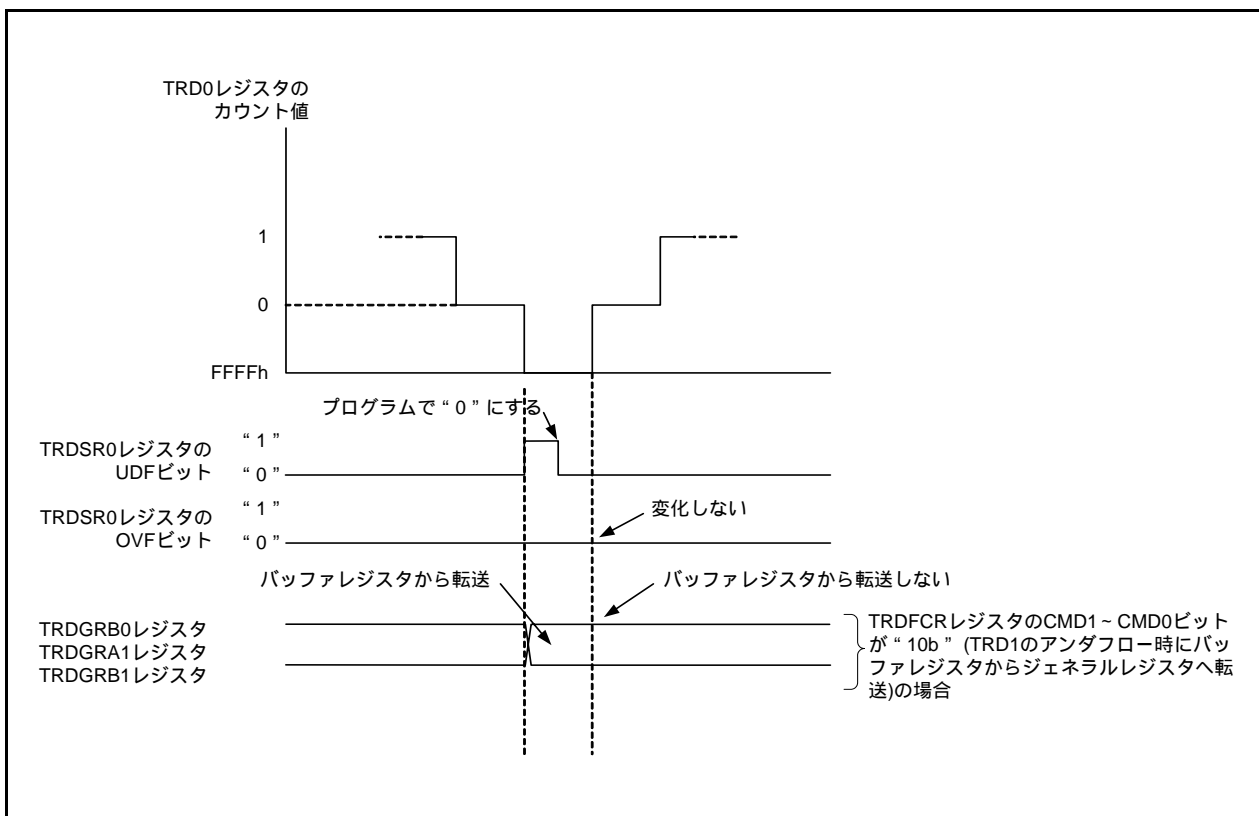 TRD0レジスタの
カウント値
1
0
FFFFh
プログラムで“0”にする
TRDSR0レジスタの
UDFビット
“1”
“0”
TRDSR0レジスタの
OVFビット
“1”
“0”
変化しない
バッファレジスタから転送
バッファレジスタから転送しない
TRDGRB0レジスタ
TRDGRA1レジスタ
TRDGRB1レジスタ
TRDFCRレジスタのCMD1~CMD0ビット
が“10b”(TRD1のアンダフロー時にバッ
ファレジスタからジェネラルレジスタへ転
送)の場合